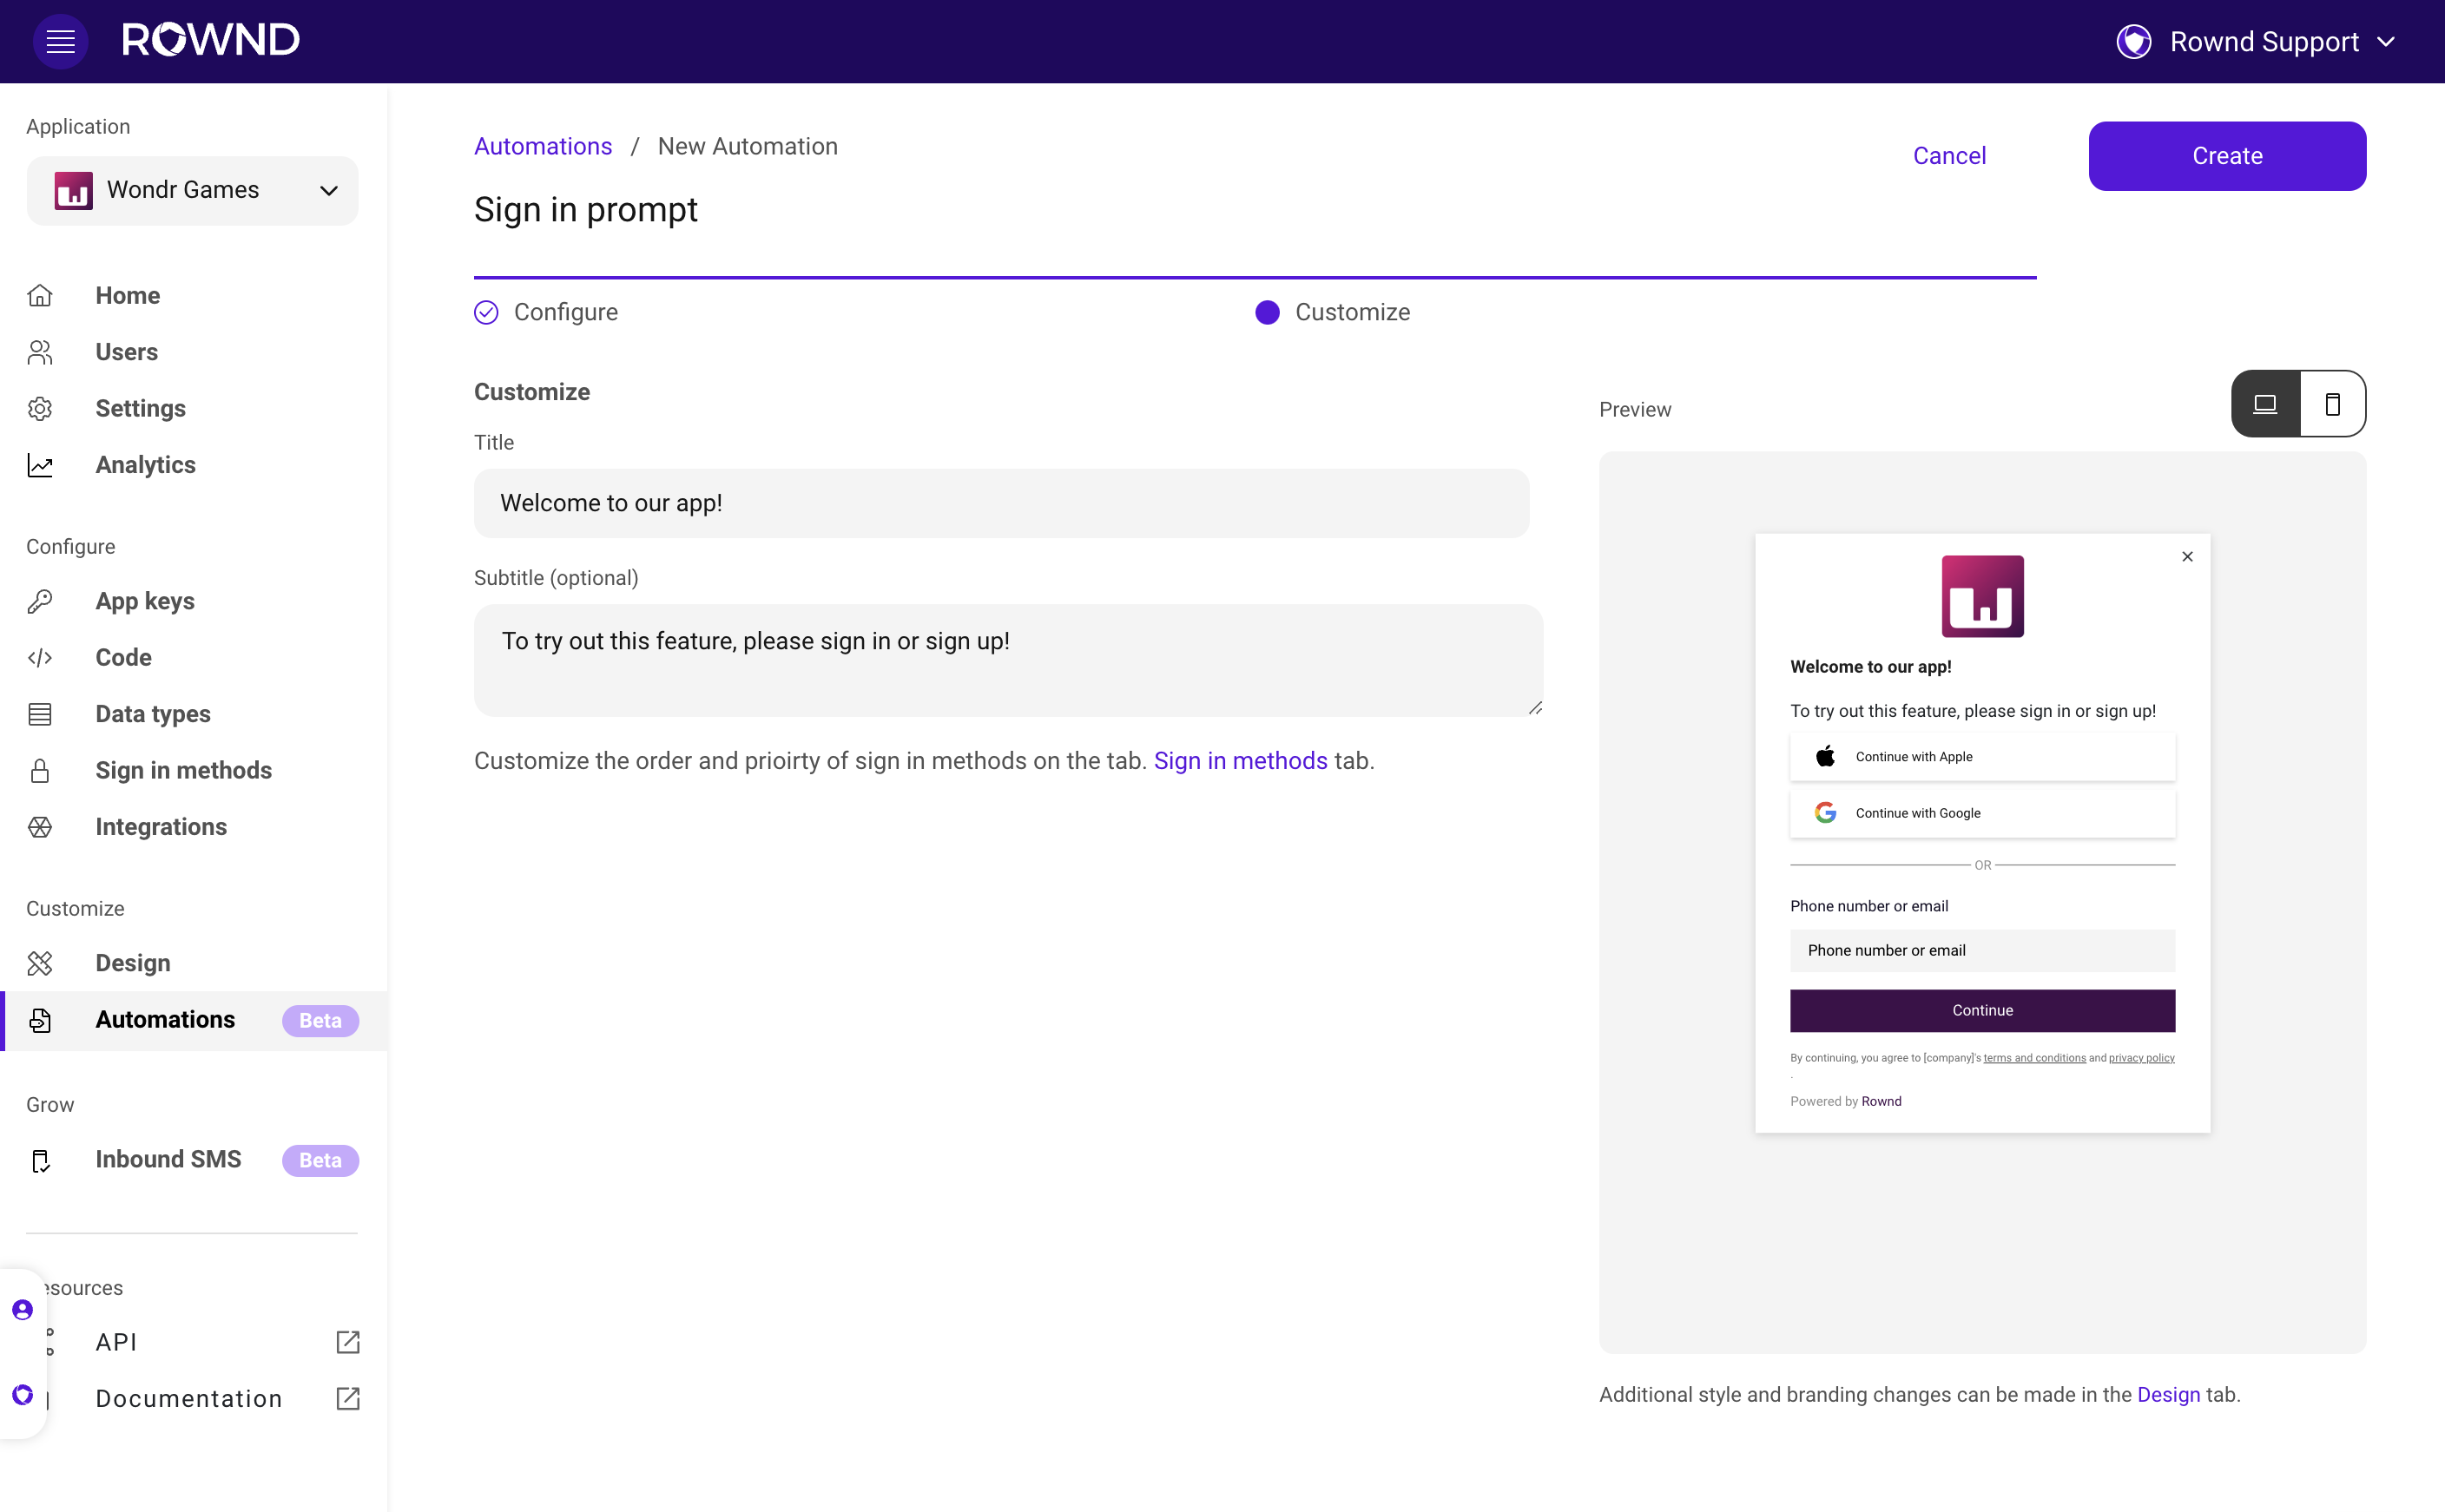 ROWND
Rownd Support
Application
Wondr Games
Home
Users
Settings
Analytics
Configure
App keys
Code
Data types
Sign in methods
Integrations
Customize
Design
Automations Beta
Grow
Inbound SMS Beta
esources
API
Documentation
Automations / New Automation
Cancel
Create
Sign in prompt
Configure
Customize
Customize
Title
Welcome to our app!
Subtitle (optional)
To try out this feature, please sign in or sign up!
Customize the order and prioirty of sign in methods on the tab. Sign in methods tab.
Preview
Welcome to our app!
To try out this feature, please sign in or sign up!
Continue with Apple
Continue with Google
OR
Phone number or email
Phone number or email
Continue
By continuing, you agree to [company]'s terms and conditions and privacy policy
.
Powered by Rownd
Additional style and branding changes can be made in the Design tab.